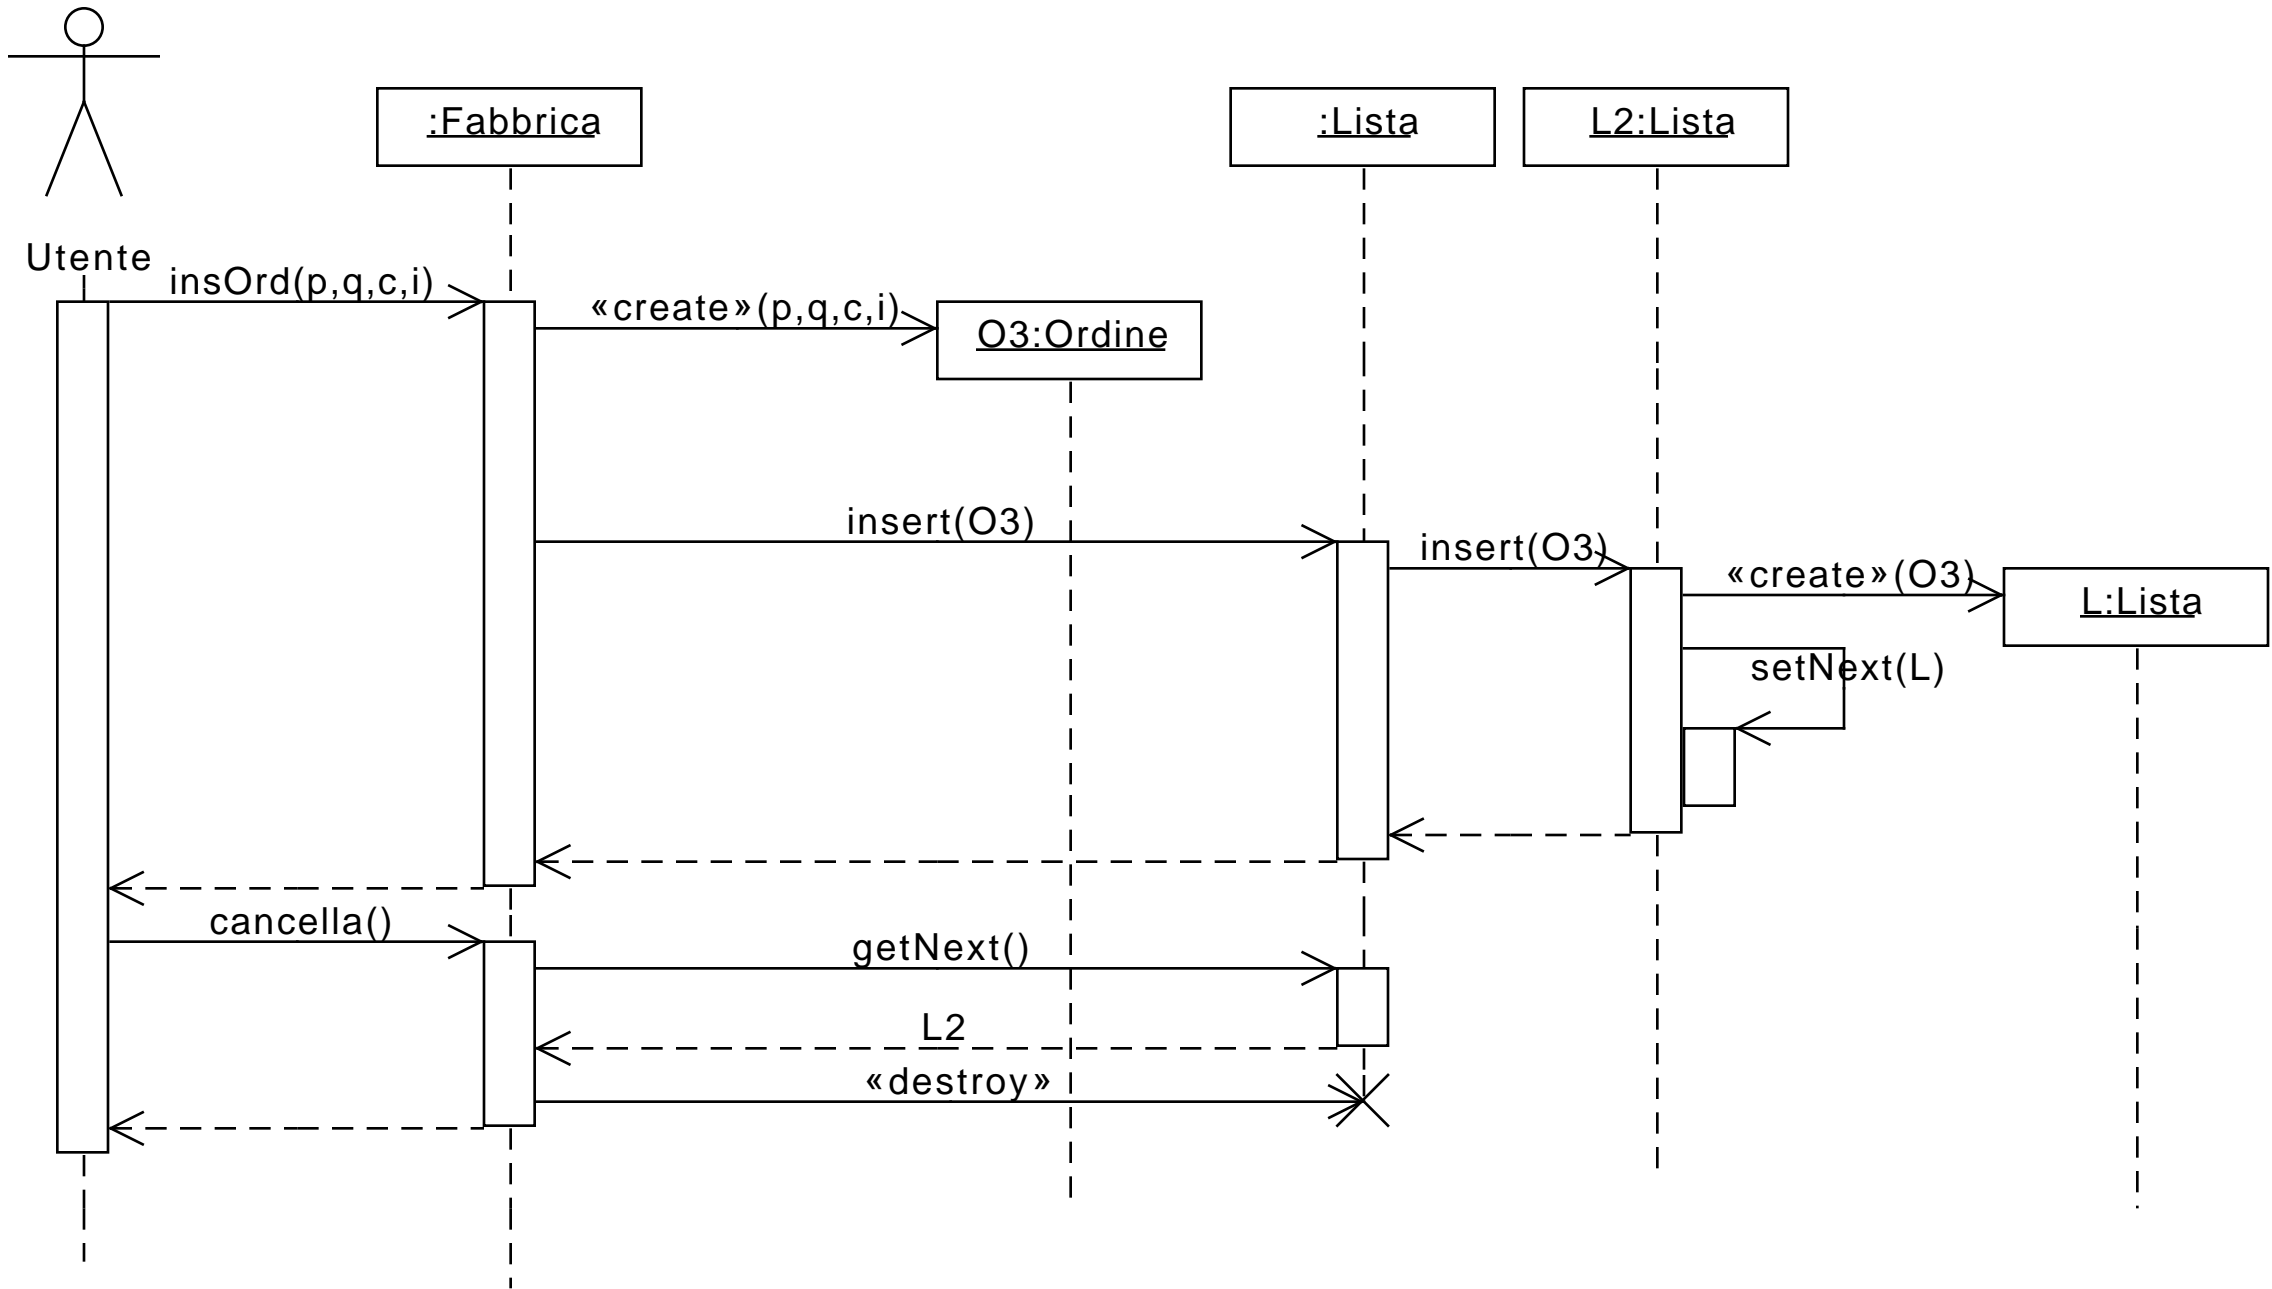 :Fabbrica
:Lista
L2:Lista
Utente
insOrd(p,q,c,i)
«create»(p,q,c,i)
O3:Ordine
insert(O3)
insert(O3)
«create»(O3)
L:Lista
setNext(L)
cancella()
getNext()
L2
«destroy»